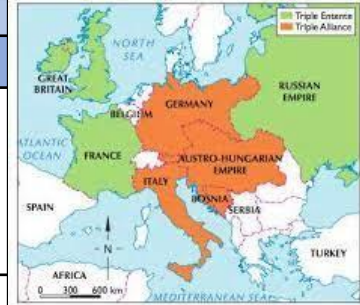 Triple Entente
Triple Alliance
NORTH
SEA
GREAT
BRITAIN
RUSSIAN
EMPIRE
GERMANY
BELGIUM
ATLANTIC
OCEAN
FRANCE
AUSTRO-HUNGARIAN
EMPIRE
ITALY
BOSNIA
SERBIA
SPAIN
N
TURKEY
AFRICA
0 300 600 km
MEDITERRANEAN SEA